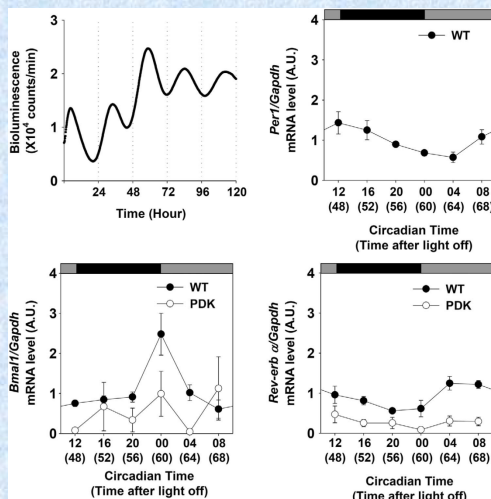 Bioluminescence
(X10⁴ counts/min)
3
2
1
0
24
48
72
96
120
Time (Hour)
Per1/Gapdh
mRNA level (A.U.)
4
3
2
1
0
WT
12 16 20 00 04 08
(48) (52) (56) (60) (64) (68)
Circadian Time
(Time after light off)
Bmal1/Gapdh
mRNA level (A.U.)
4
3
2
1
0
WT
PDK
12 16 20 00 04 08
(48) (52) (56) (60) (64) (68)
Circadian Time
(Time after light off)
Rev-erb α/Gapdh
mRNA level (A.U.)
4
3
2
1
0
WT
PDK
12 16 20 00 04 08
(48) (52) (56) (60) (64) (68)
Circadian Time
(Time after light off)